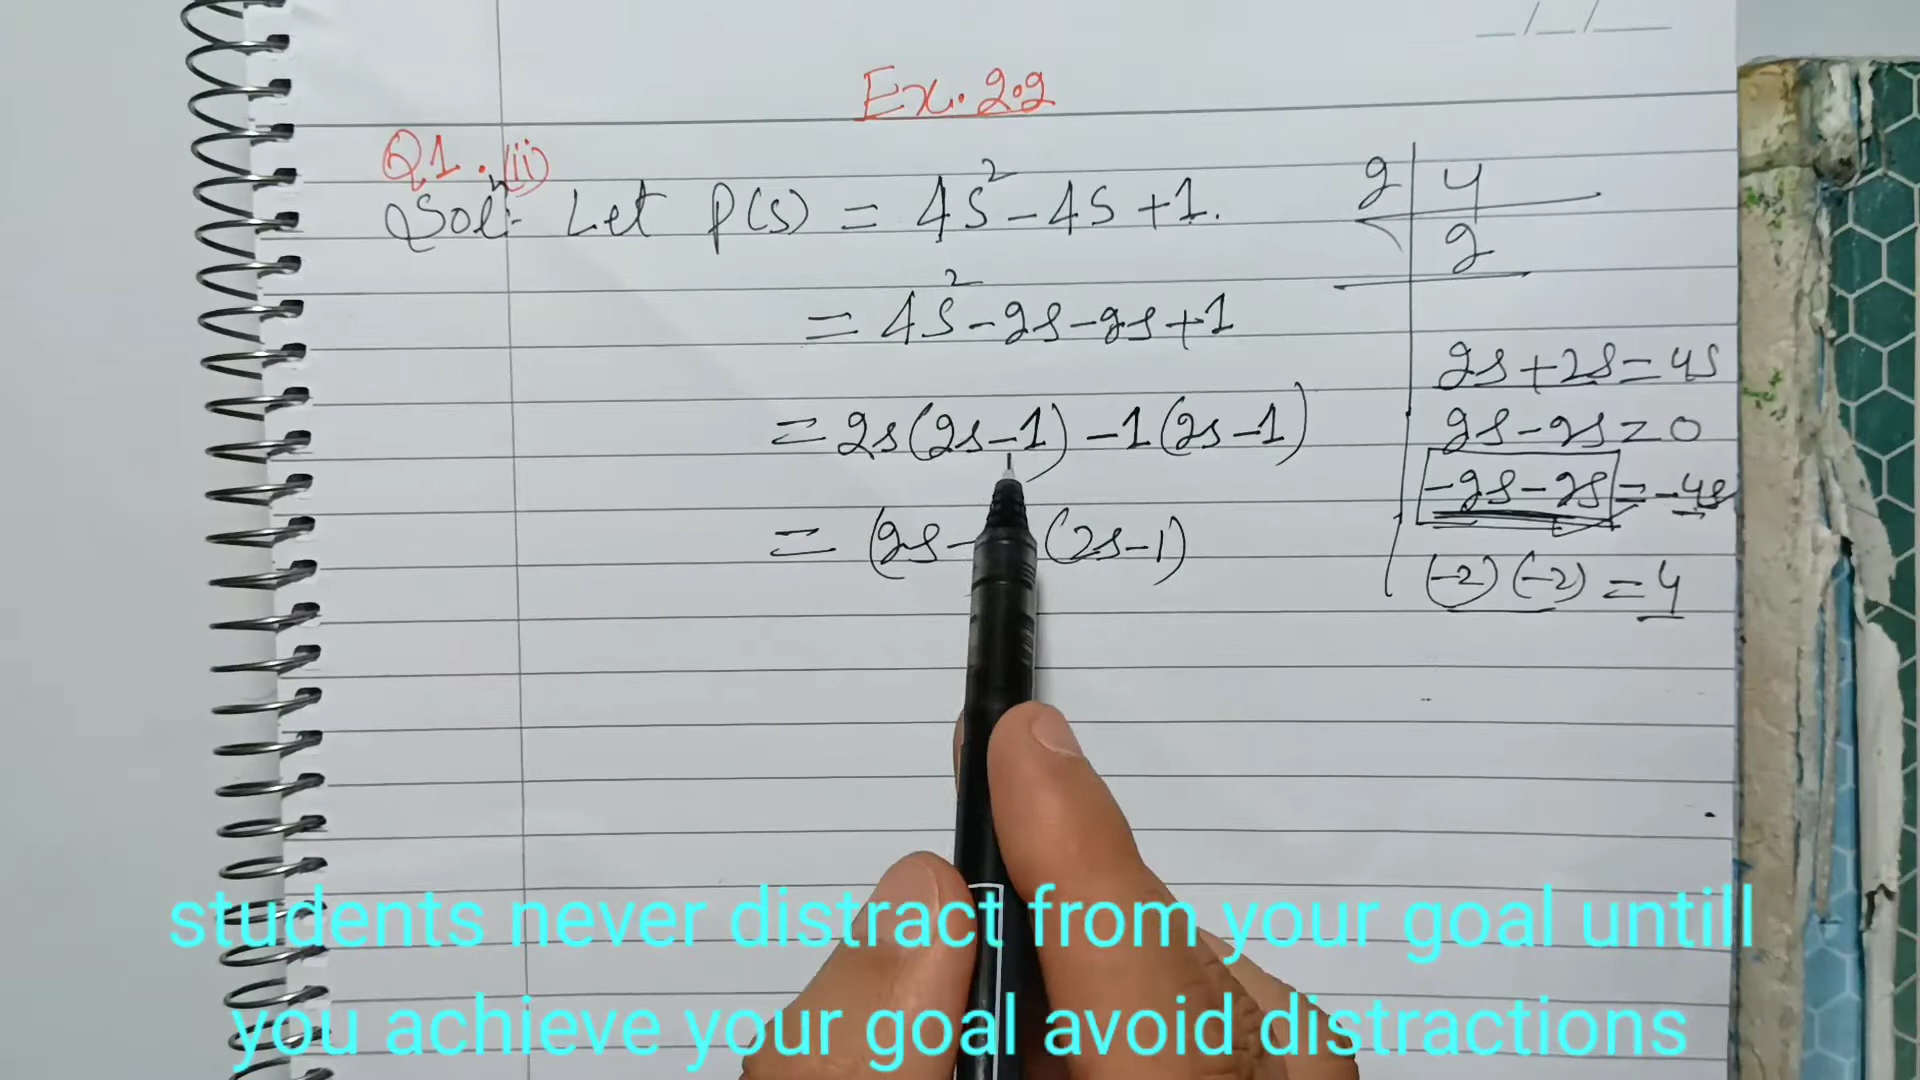 Ex. 2.2
Q1. (ii)
Solⁿ:- Let P(s) = 4s² - 4s + 1.
= 4s² - 2s - 2s + 1
= 2s(2s - 1) - 1(2s - 1)
= (2s - (2s - 1)
2 | 4
2
2s + 2s = 4s
2s - 2s = 0
-2s - 2s = -4s
(-2) (-2) = 4
students never distract from your goal untill
you achieve your goal avoid distractions